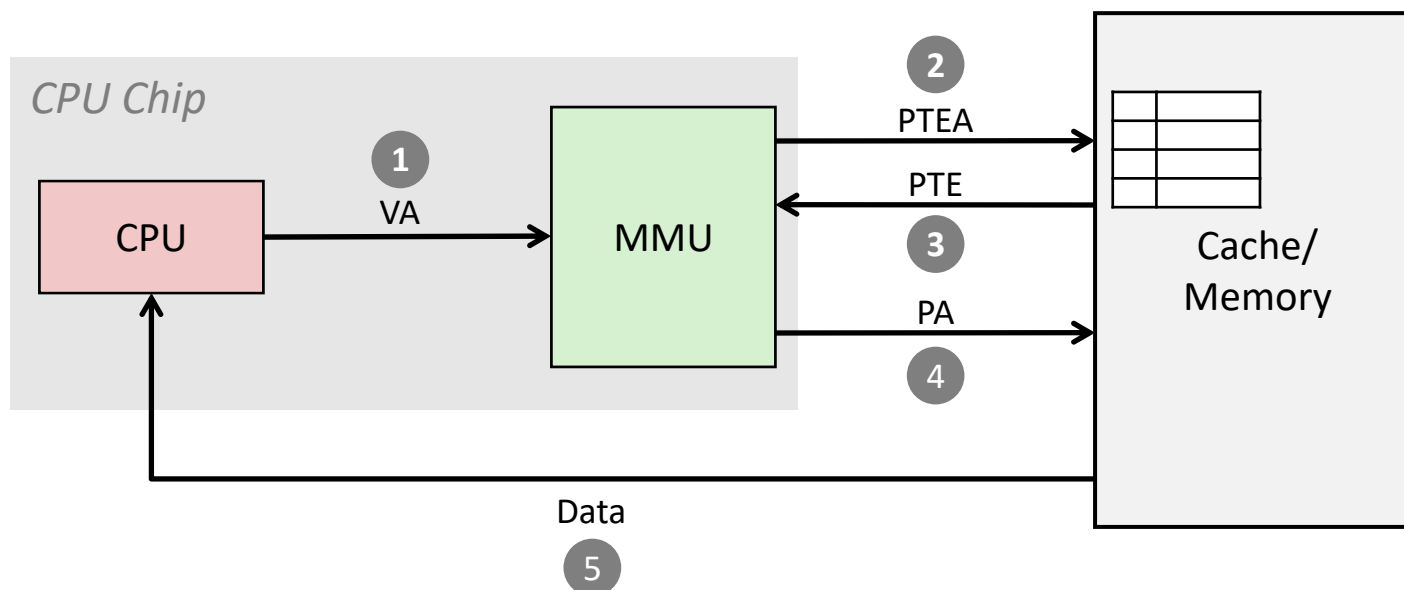 CPU Chip
2
PTEA
1
VA
PTE
CPU
MMU
3
Cache/
Memory
PA
4
Data
5